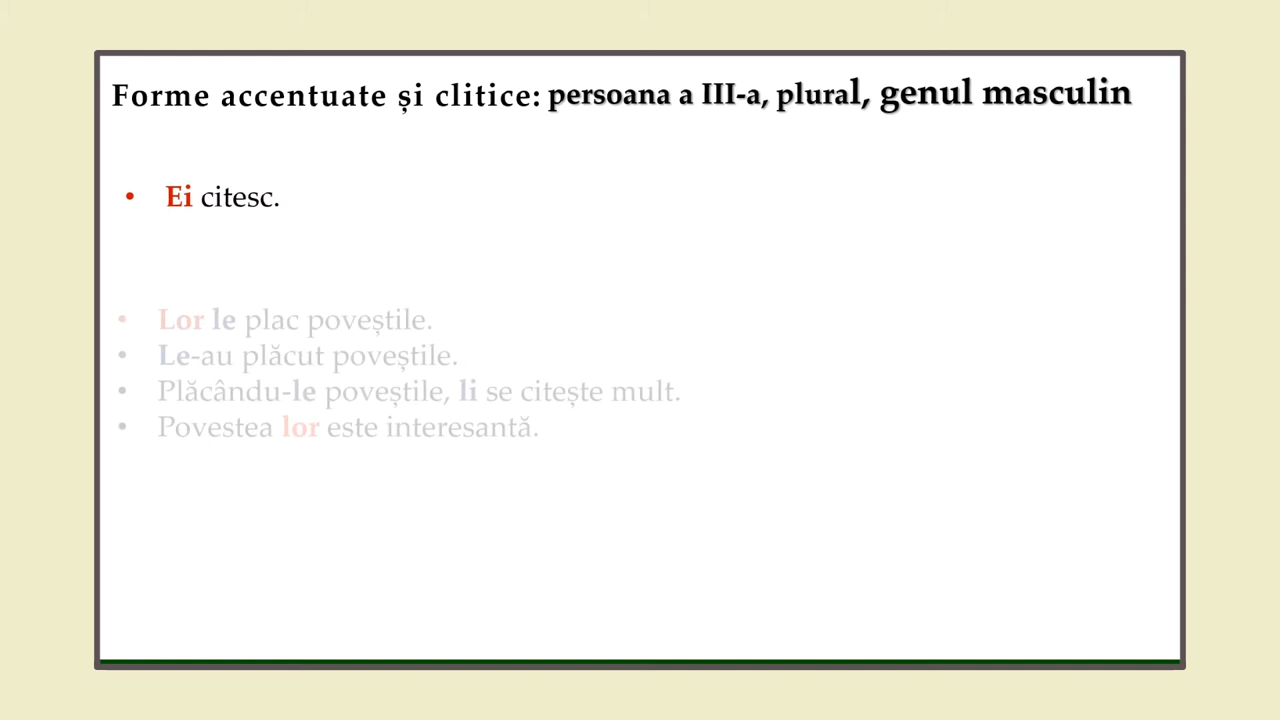 Forme accentuate și clitice: persoana a III-a, plural, genul masculin
• Ei citesc.
• Lor le plac poveștile.
• Le-au plăcut poveștile.
• Plăcându-le poveștile, li se citește mult.
• Povestea lor este interesantă.